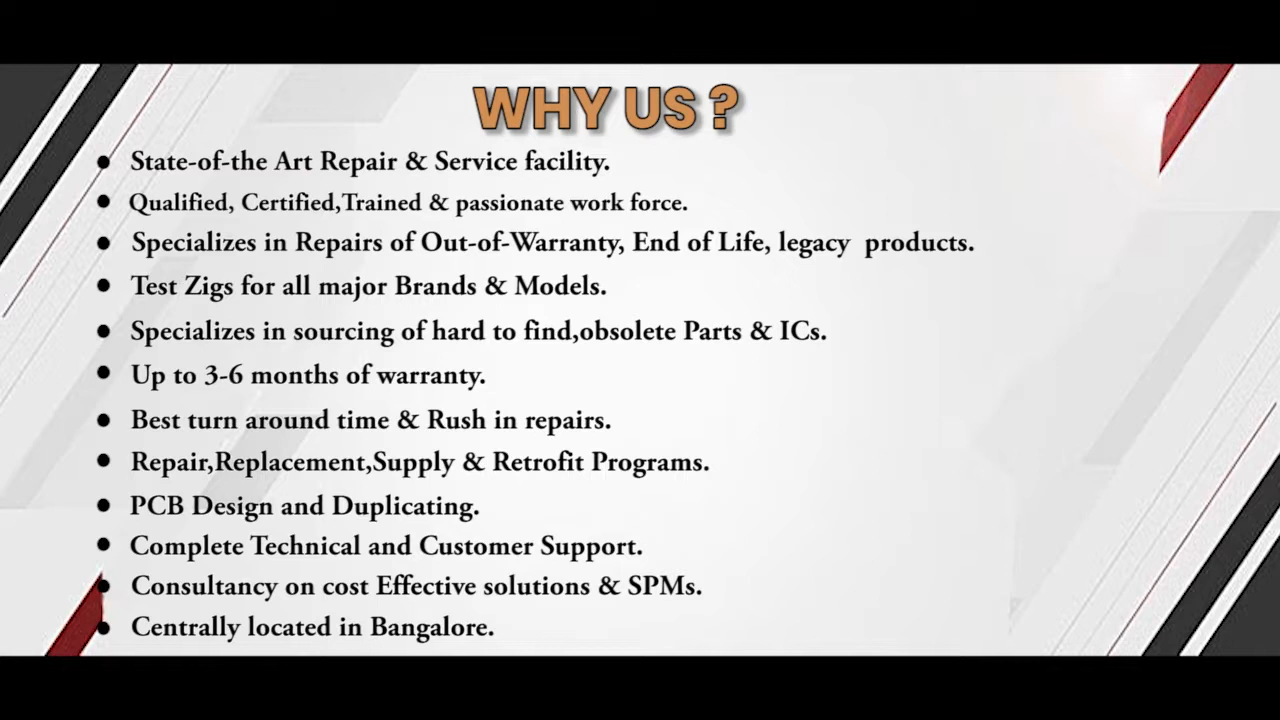 WHY US ?
State-of-the Art Repair & Service facility.
Qualified, Certified,Trained & passionate work force.
Specializes in Repairs of Out-of-Warranty, End of Life, legacy products.
Test Zigs for all major Brands & Models.
Specializes in sourcing of hard to find,obsolete Parts & ICs.
Up to 3-6 months of warranty.
Best turn around time & Rush in repairs.
Repair,Replacement,Supply & Retrofit Programs.
PCB Design and Duplicating.
Complete Technical and Customer Support.
Consultancy on cost Effective solutions & SPMs.
Centrally located in Bangalore.